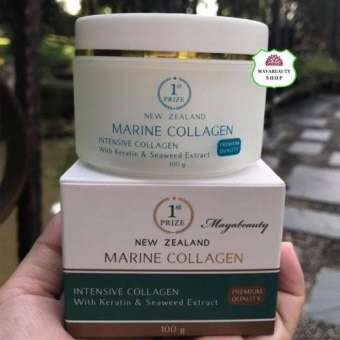 MAYABEAUTY
SHOP
1st
PRIZE
NEW ZEALAND
MARINE COLLAGEN
INTENSIVE COLLAGEN
With Keratin & Seaweed Extract
PREMIUM
QUALITY
100 g
1st
PRIZE
Mayabeauty
NEW ZEALAND
MARINE COLLAGEN
INTENSIVE COLLAGEN
With Keratin & Seaweed Extract
PREMIUM
QUALITY
100 g